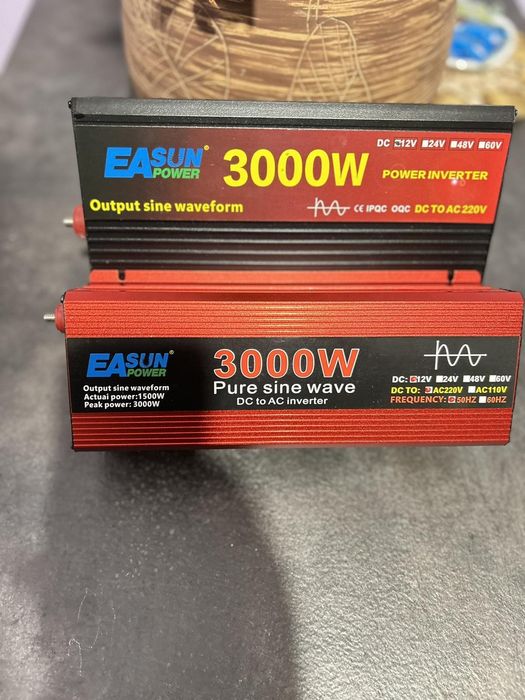 DC: 12V 24V 48V 60V
EASUN® POWER
3000W
POWER INVERTER
Output sine waveform
CE IPQC OQC DC TO AC 220V
EASUN® POWER
3000W
Pure sine wave
DC to AC inverter
Output sine waveform
Actuai power:1500W
Peak power: 3000W
DC: 12V 24V 48V 60V
DC TO: AC220V AC110V
FREQUENCY: 50HZ 60HZ